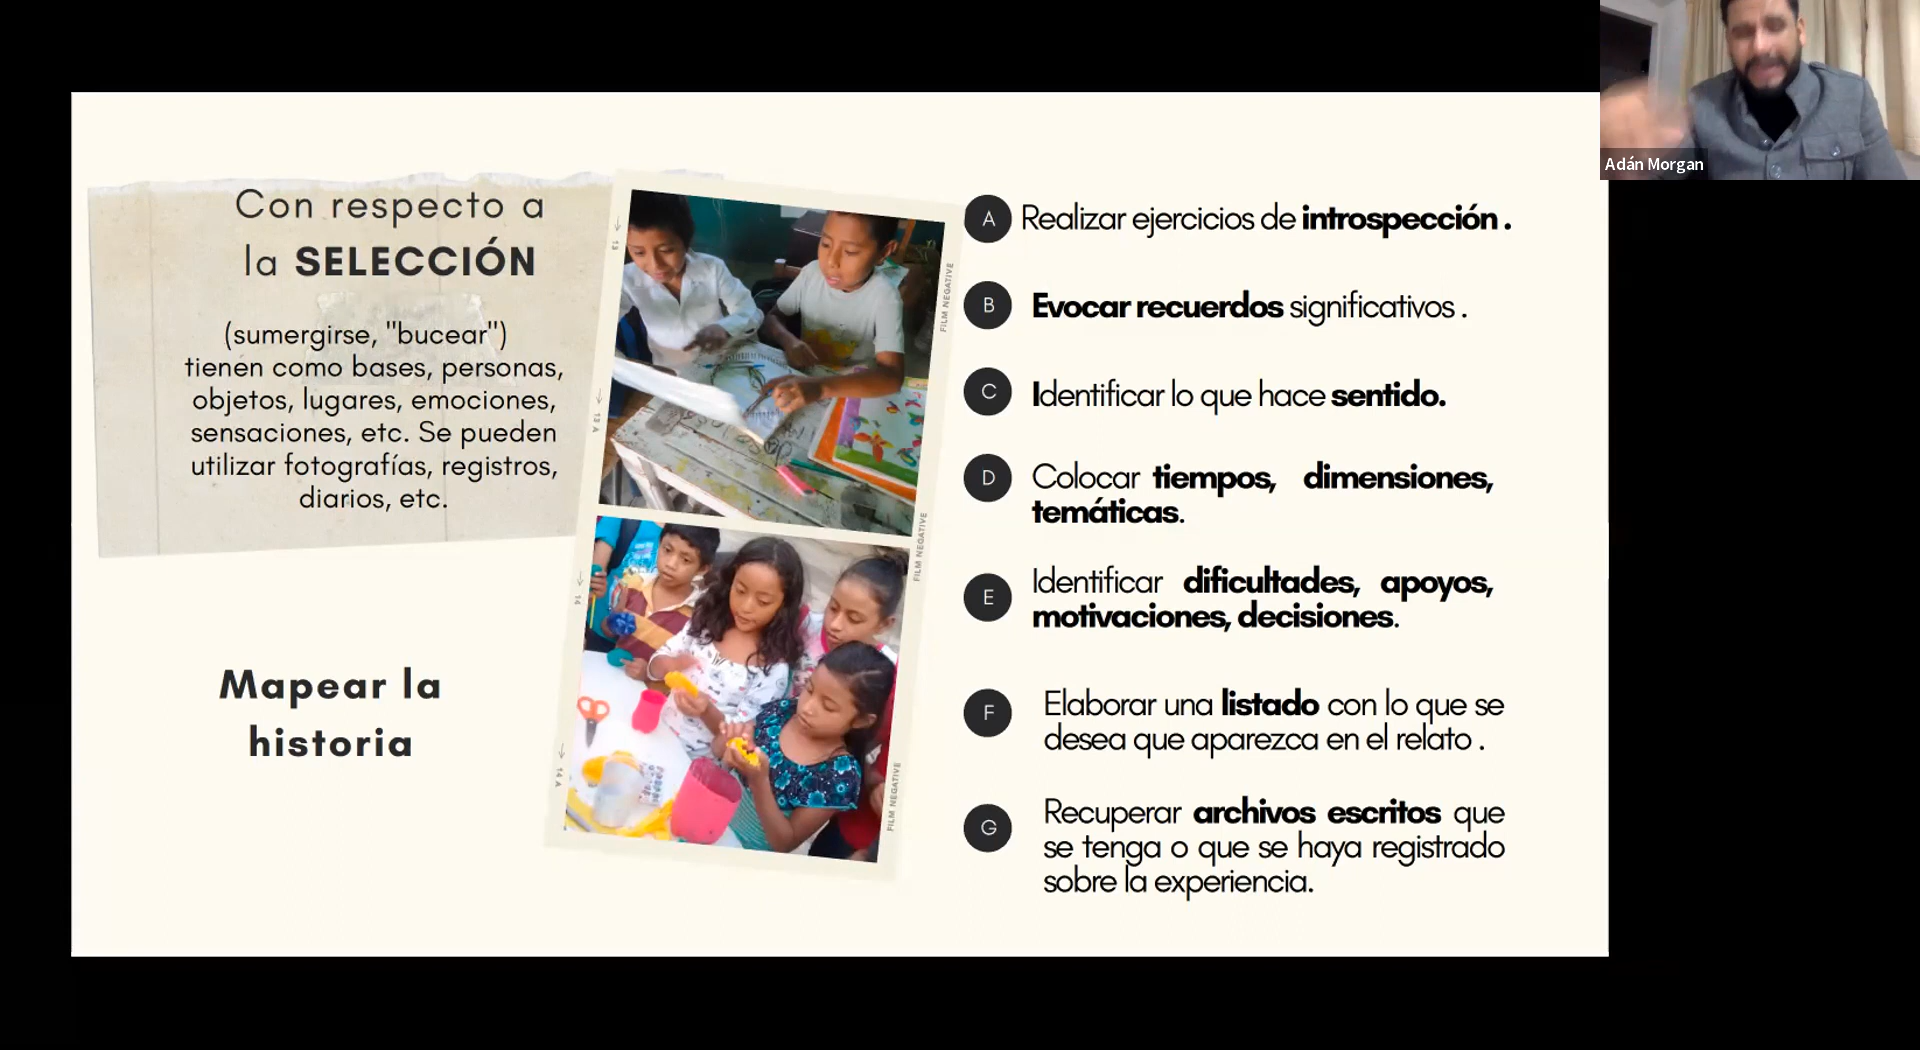 Adán Morgan
Con respecto a
la SELECCIÓN
(sumergirse, "bucear")
tienen como bases, personas,
objetos, lugares, emociones,
sensaciones, etc. Se pueden
utilizar fotografías, registros,
diarios, etc.
Mapear la
historia
13
13 A
14
14 A
FILM NEGATIVE
FILM NEGATIVE
FILM NEGATIVE
A Realizar ejercicios de introspección .
B Evocar recuerdos significativos .
C Identificar lo que hace sentido.
D Colocar tiempos, dimensiones,
temáticas.
E Identificar dificultades, apoyos,
motivaciones, decisiones.
F Elaborar una listado con lo que se
desea que aparezca en el relato .
G Recuperar archivos escritos que
se tenga o que se haya registrado
sobre la experiencia.